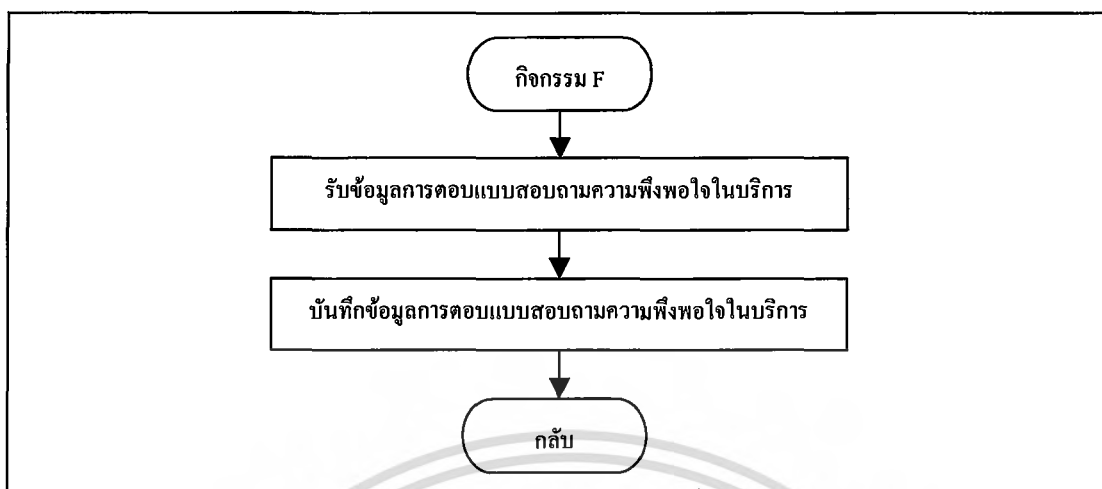 กิจกรรม F
รับข้อมูลการตอบแบบสอบถามความพึงพอใจในบริการ
บันทึกข้อมูลการตอบแบบสอบถามความพึงพอใจในบริการ
กลับ